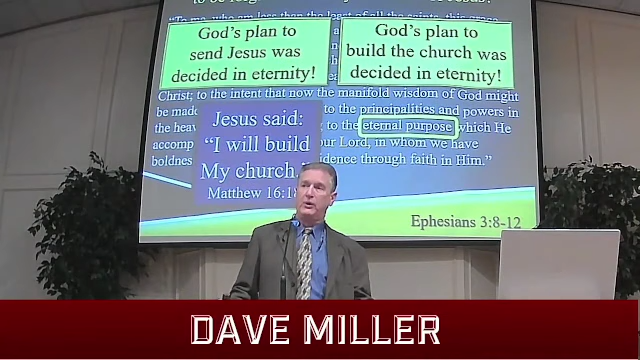 "To me, who am less than the least of all the saints, this grace
God's plan to
send Jesus was
decided in eternity!
God's plan to
build the church was
decided in eternity!
Christ; to the intent that now the manifold wisdom of God might
be made to the principalities and powers in
the heav to the eternal purpose which He
accomp our Lord, in whom we have
boldness idence through faith in Him."
Jesus said:
"I will build
My church."
Matthew 16:18
Ephesians 3:8-12
DAVE MILLER